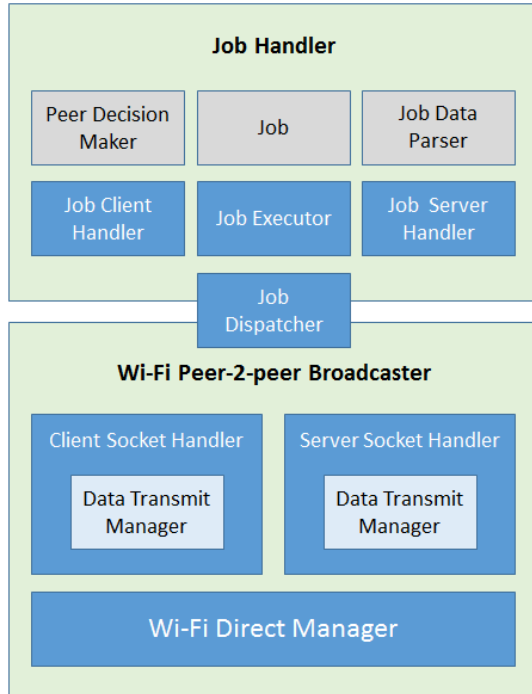 Job Handler
Peer Decision
Maker
Job
Job Data
Parser
Job Client
Handler
Job Executor
Job Server
Handler
Job
Dispatcher
Wi-Fi Peer-2-peer Broadcaster
Client Socket Handler
Server Socket Handler
Data Transmit
Manager
Data Transmit
Manager
Wi-Fi Direct Manager